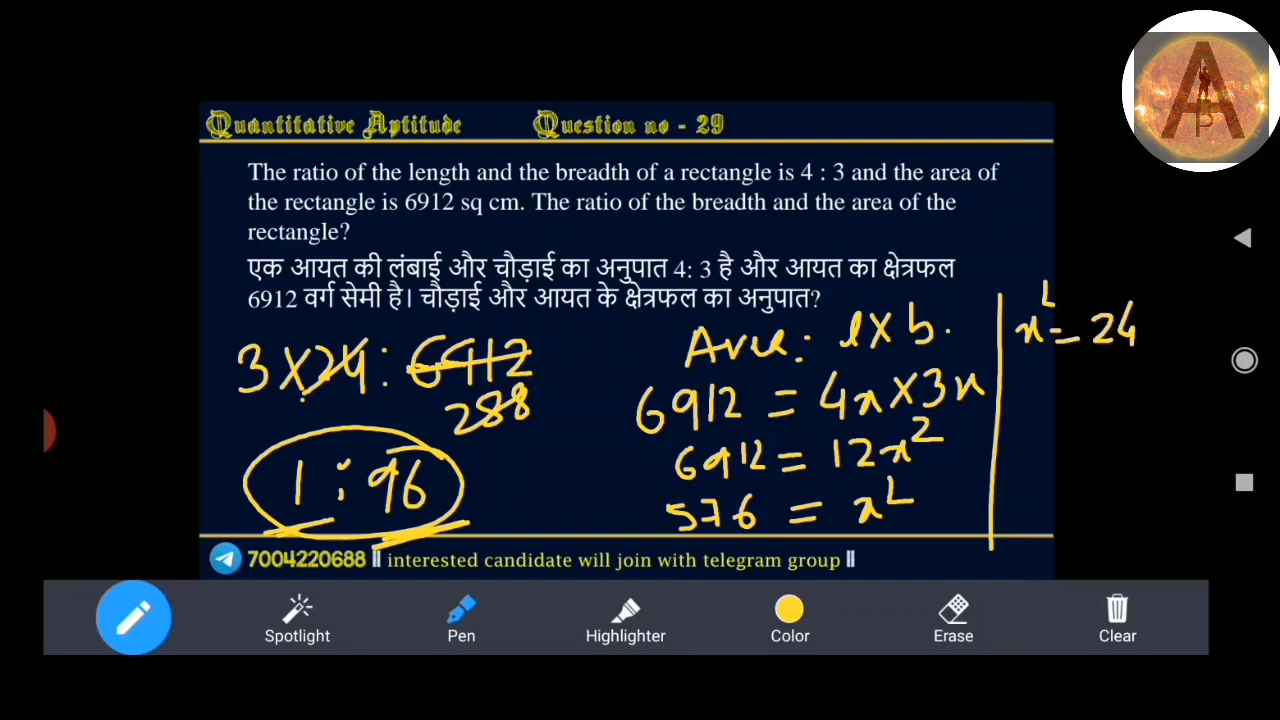 A
P
Quantitative Aptitude Question no - 29
The ratio of the length and the breadth of a rectangle is 4 : 3 and the area of
the rectangle is 6912 sq cm. The ratio of the breadth and the area of the
rectangle?
एक आयत की लंबाई और चौड़ाई का अनुपात 4: 3 है और आयत का क्षेत्रफल
6912 वर्ग सेमी है। चौड़ाई और आयत के क्षेत्रफल का अनुपात?
3 x 24 : 6912
288
1 : 96
Area: l x b.
6912 = 4x x 3x
6912 = 12x²
576 = x²
x² = 24
7004220688 || interested candidate will join with telegram group ||
Spotlight Pen Highlighter Color Erase Clear